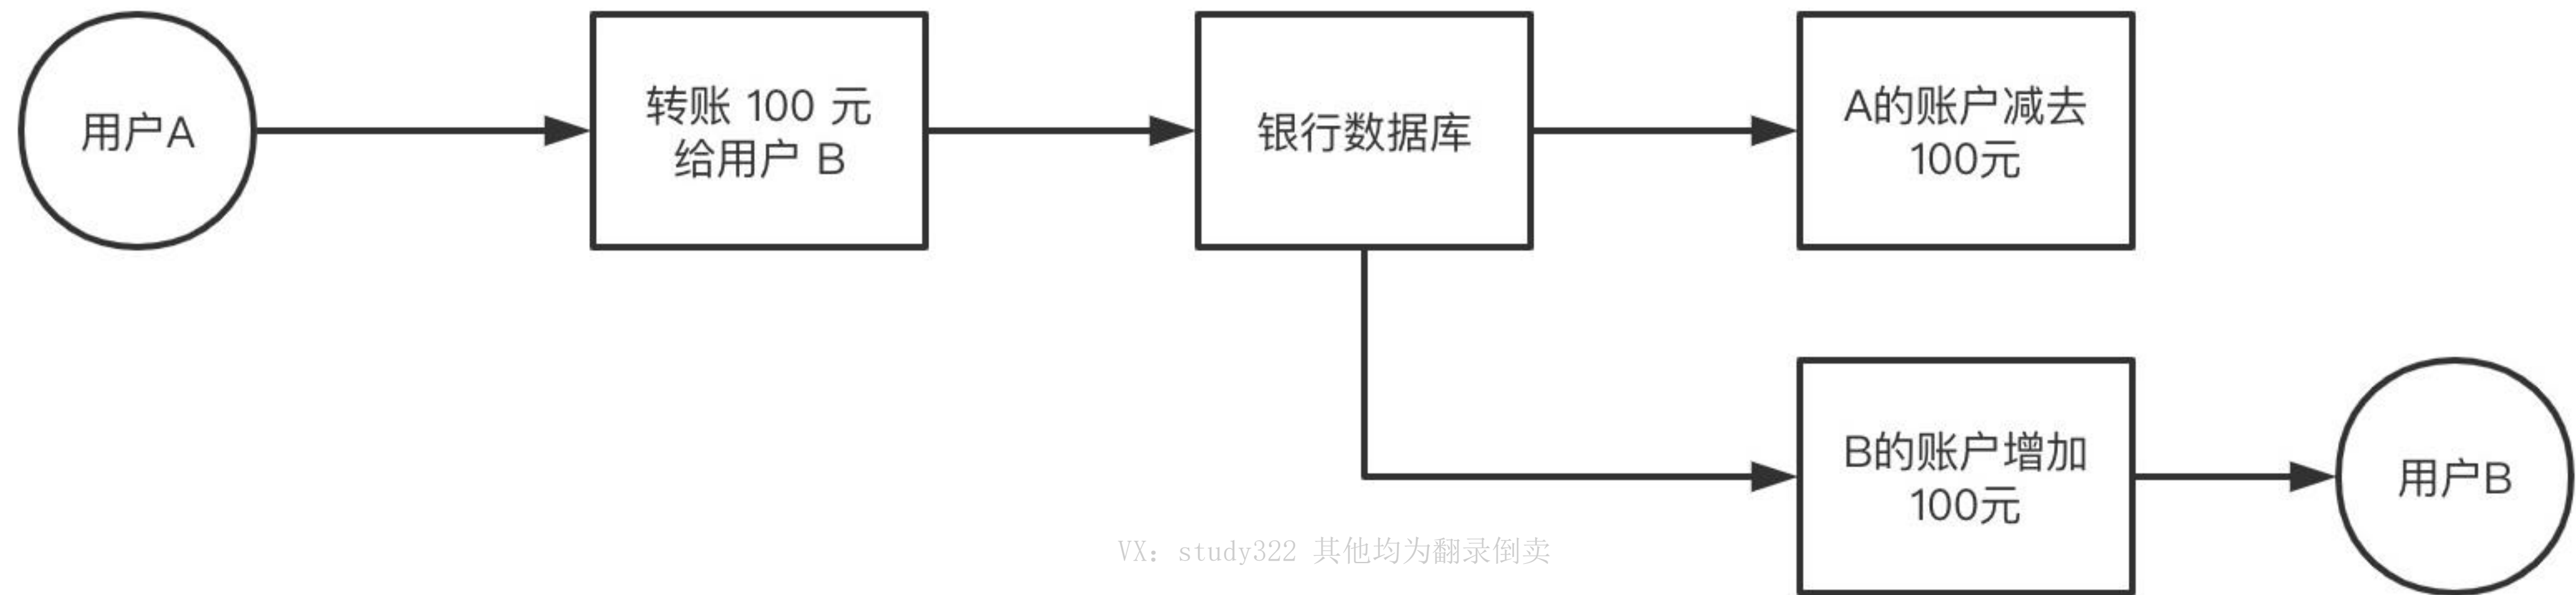 用户A
转账 100 元
给用户 B
银行数据库
A的账户减去
100元
B的账户增加
100元
用户B
VX: study322 其他均为翻录倒卖